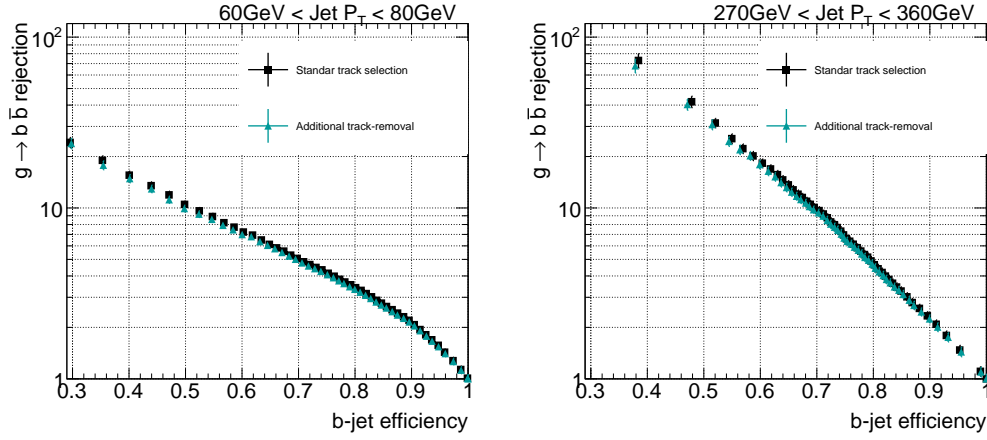 60GeV < Jet P_T < 80GeV
g → b b̅ rejection
10²
10
1
Standar track selection
Additional track-removal
0.3 0.4 0.5 0.6 0.7 0.8 0.9 1
b-jet efficiency
270GeV < Jet P_T < 360GeV
g → b b̅ rejection
10²
10
1
Standar track selection
Additional track-removal
0.3 0.4 0.5 0.6 0.7 0.8 0.9 1
b-jet efficiency